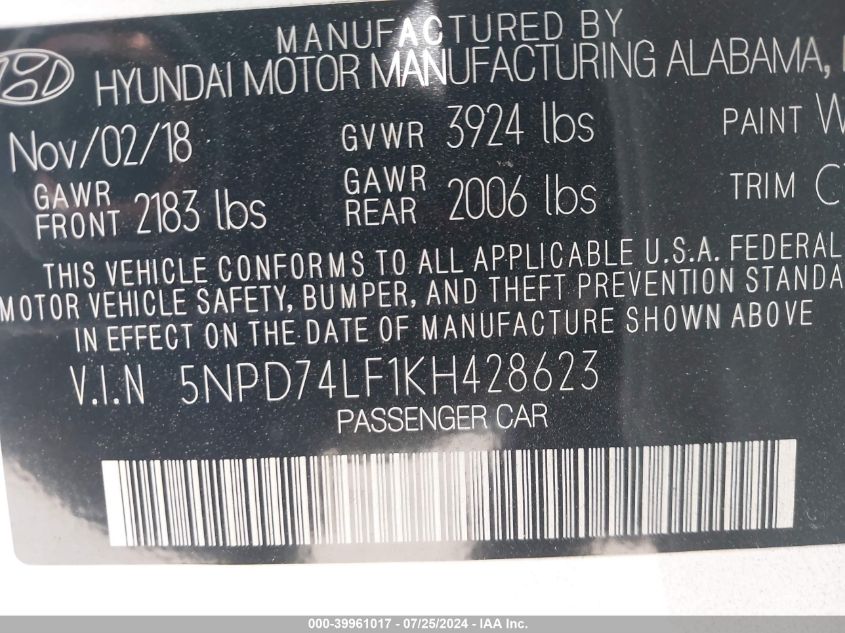 MANUFACTURED BY
HYUNDAI MOTOR MANUFACTURING ALABAMA,
Nov/02/18 GVWR 3924 lbs PAINT W
GAWR FRONT 2183 lbs GAWR REAR 2006 lbs TRIM
THIS VEHICLE CONFORMS TO ALL APPLICABLE U.S.A. FEDERAL
MOTOR VEHICLE SAFETY, BUMPER, AND THEFT PREVENTION STANDA
IN EFFECT ON THE DATE OF MANUFACTURE SHOWN ABOVE
V.I.N 5NPD74LF1KH428623
PASSENGER CAR
000-39961017 - 07/25/2024 - IAA Inc.